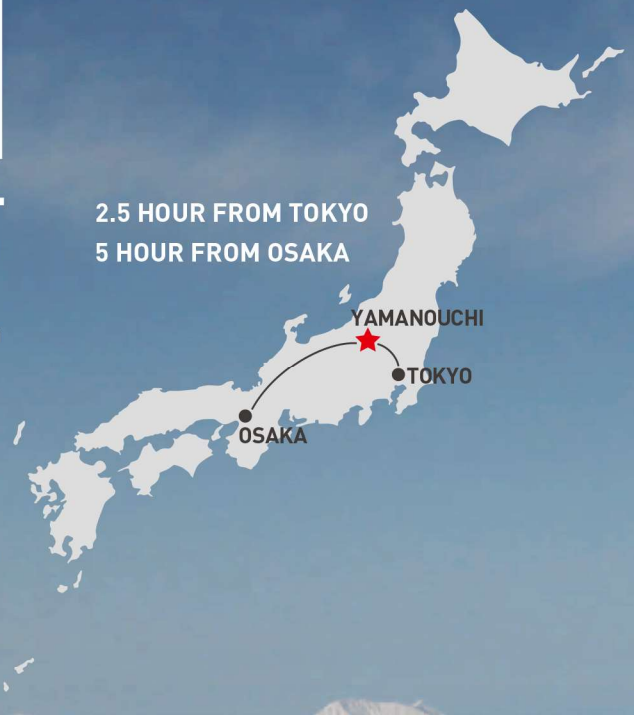 2.5 HOUR FROM TOKYO
5 HOUR FROM OSAKA
YAMANOUCHI
TOKYO
OSAKA